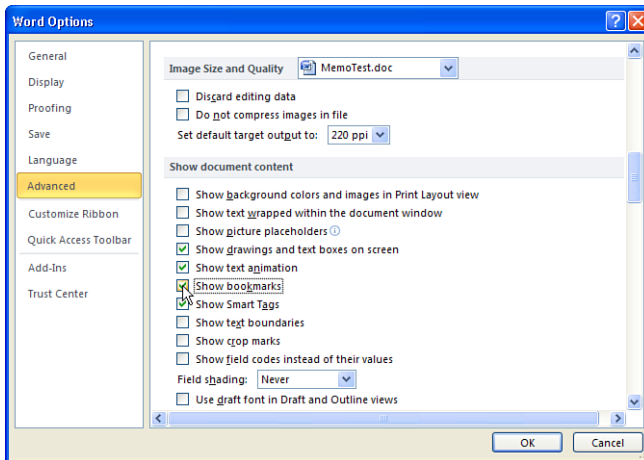 Word Options
General
Display
Proofing
Save
Language
Advanced
Customize Ribbon
Quick Access Toolbar
Add-Ins
Trust Center
Image Size and Quality MemoTest.doc
Discard editing data
Do not compress images in file
Set default target output to: 220 ppi
Show document content
Show background colors and images in Print Layout view
Show text wrapped within the document window
Show picture placeholders
Show drawings and text boxes on screen
Show text animation
Show bookmarks
Show Smart Tags
Show text boundaries
Show crop marks
Show field codes instead of their values
Field shading: Never
Use draft font in Draft and Outline views
OK Cancel